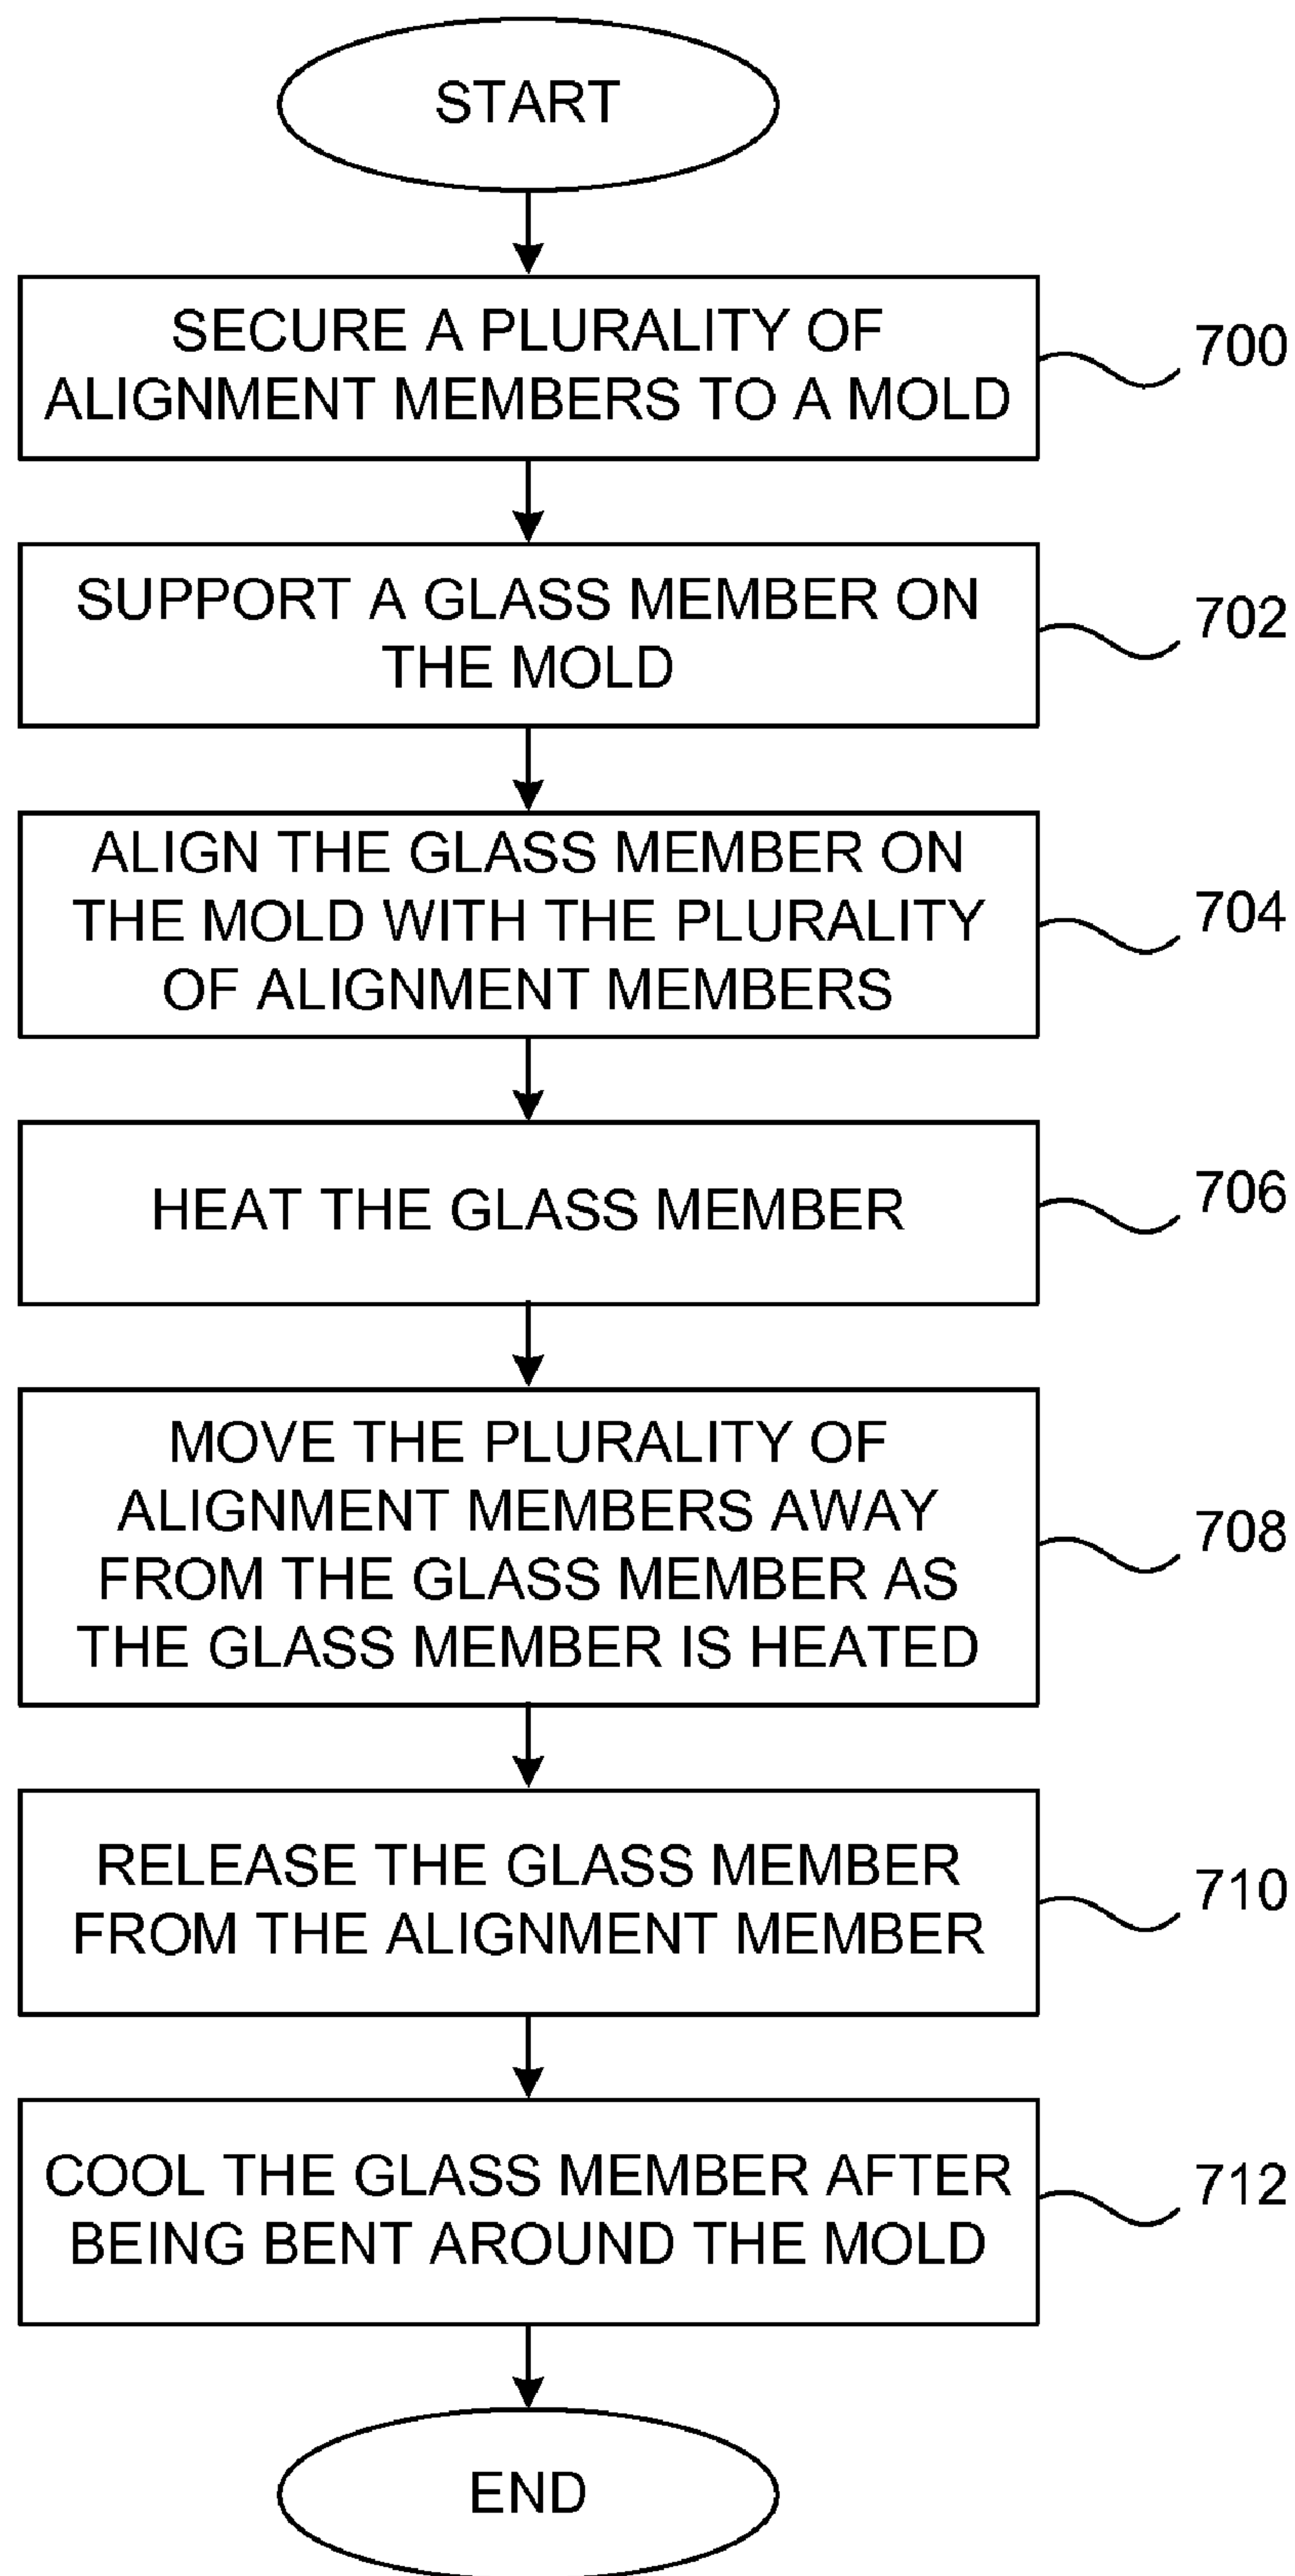 START
SECURE A PLURALITY OF
ALIGNMENT MEMBERS TO A MOLD
700
SUPPORT A GLASS MEMBER ON
THE MOLD
702
ALIGN THE GLASS MEMBER ON
THE MOLD WITH THE PLURALITY
OF ALIGNMENT MEMBERS
704
HEAT THE GLASS MEMBER
706
MOVE THE PLURALITY OF
ALIGNMENT MEMBERS AWAY
FROM THE GLASS MEMBER AS
THE GLASS MEMBER IS HEATED
708
RELEASE THE GLASS MEMBER
FROM THE ALIGNMENT MEMBER
710
COOL THE GLASS MEMBER AFTER
BEING BENT AROUND THE MOLD
712
END